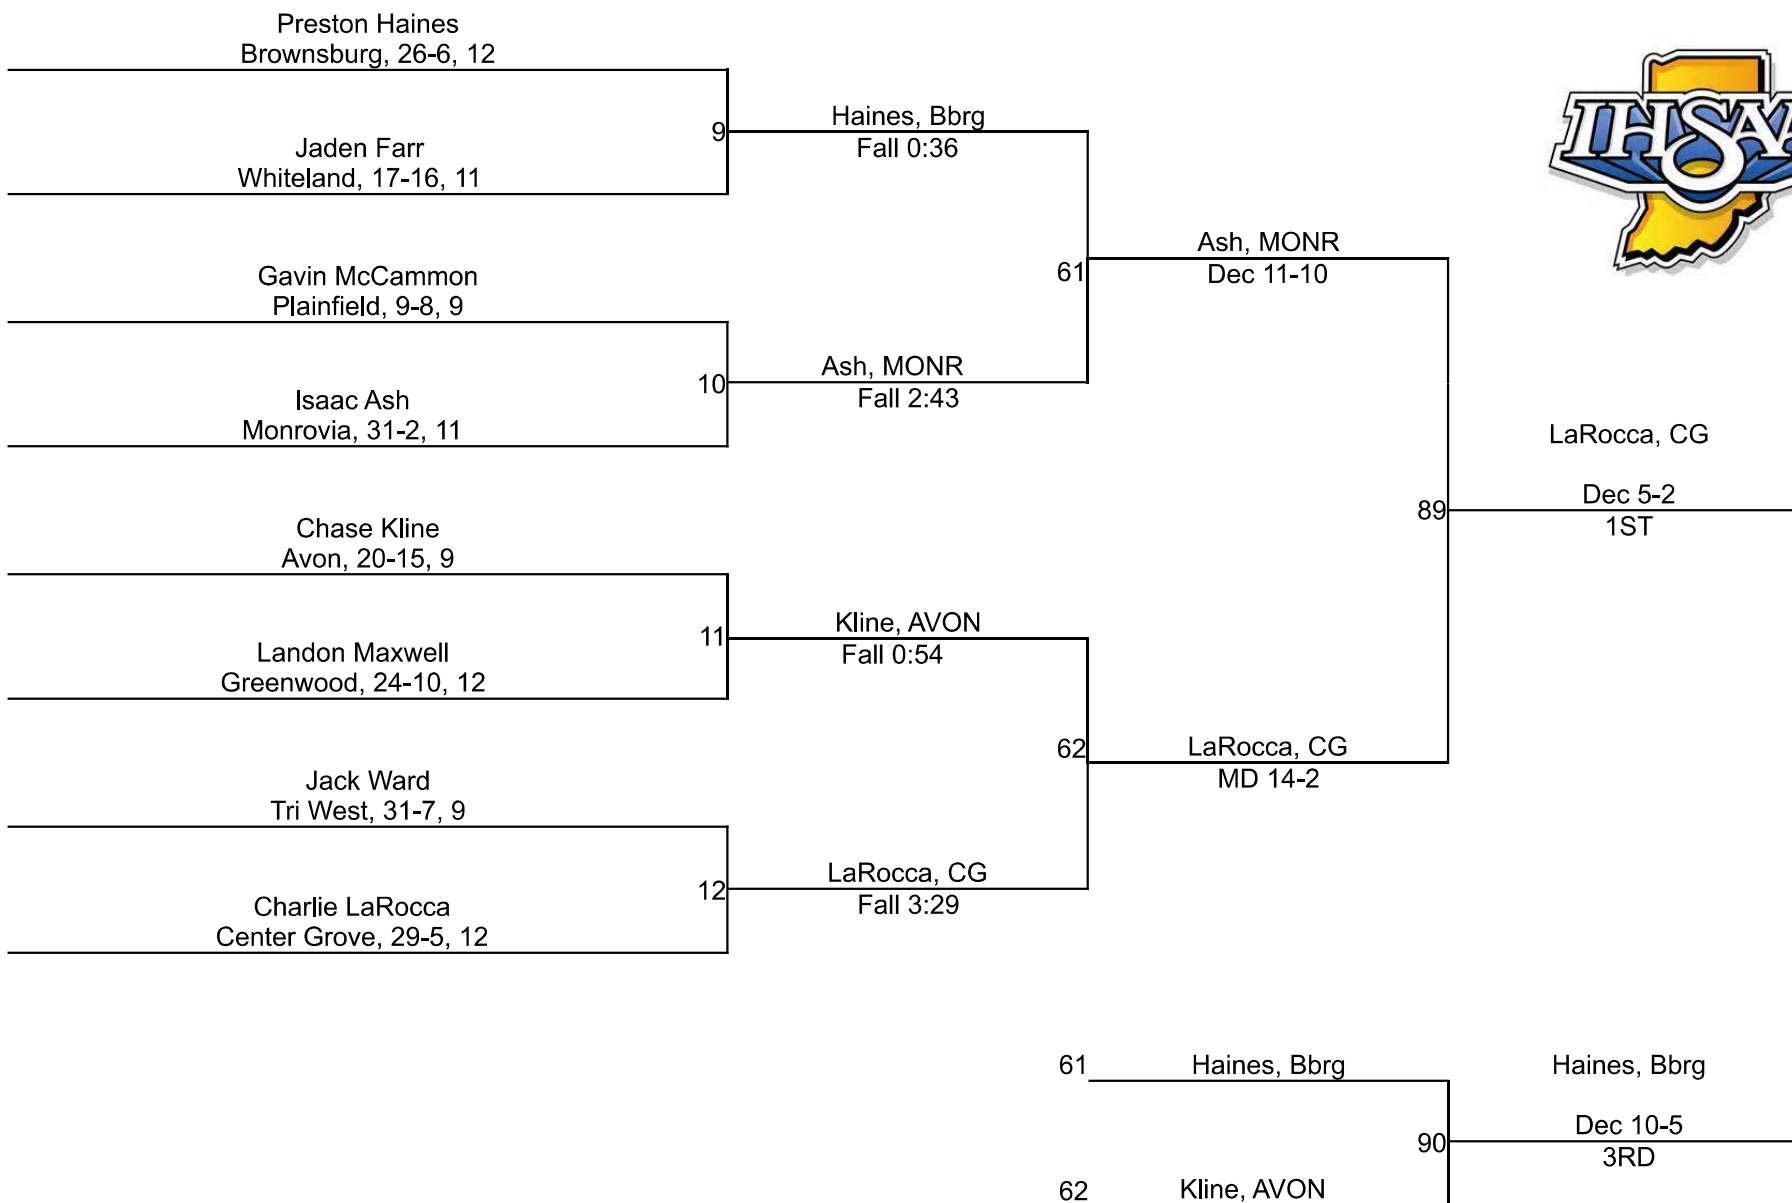 Preston Haines
Brownsburg, 26-6, 12
Jaden Farr
Whiteland, 17-16, 11
Gavin McCammon
Plainfield, 9-8, 9
Isaac Ash
Monrovia, 31-2, 11
Chase Kline
Avon, 20-15, 9
Landon Maxwell
Greenwood, 24-10, 12
Jack Ward
Tri West, 31-7, 9
Charlie LaRocca
Center Grove, 29-5, 12
9
Haines, Bbrg
Fall 0:36
10
Ash, MONR
Fall 2:43
11
Kline, AVON
Fall 0:54
12
LaRocca, CG
Fall 3:29
61
Ash, MONR
Dec 11-10
62
LaRocca, CG
MD 14-2
IHSAA
89
LaRocca, CG
Dec 5-2
1ST
61
Haines, Bbrg
62
Kline, AVON
90
Haines, Bbrg
Dec 10-5
3RD